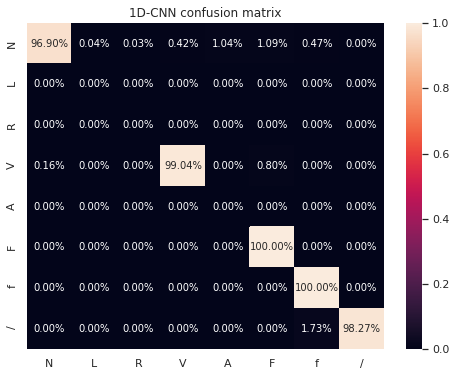 1D-CNN confusion matrix
N 96.90% 0.04% 0.03% 0.42% 1.04% 1.09% 0.47% 0.00%
L 0.00% 0.00% 0.00% 0.00% 0.00% 0.00% 0.00% 0.00%
R 0.00% 0.00% 0.00% 0.00% 0.00% 0.00% 0.00% 0.00%
V 0.16% 0.00% 0.00% 99.04% 0.00% 0.80% 0.00% 0.00%
A 0.00% 0.00% 0.00% 0.00% 0.00% 0.00% 0.00% 0.00%
F 0.00% 0.00% 0.00% 0.00% 0.00% 100.00% 0.00% 0.00%
f 0.00% 0.00% 0.00% 0.00% 0.00% 0.00% 100.00% 0.00%
/ 0.00% 0.00% 0.00% 0.00% 0.00% 0.00% 1.73% 98.27%
N L R V A F f /
1.0
0.8
0.6
0.4
0.2
0.0